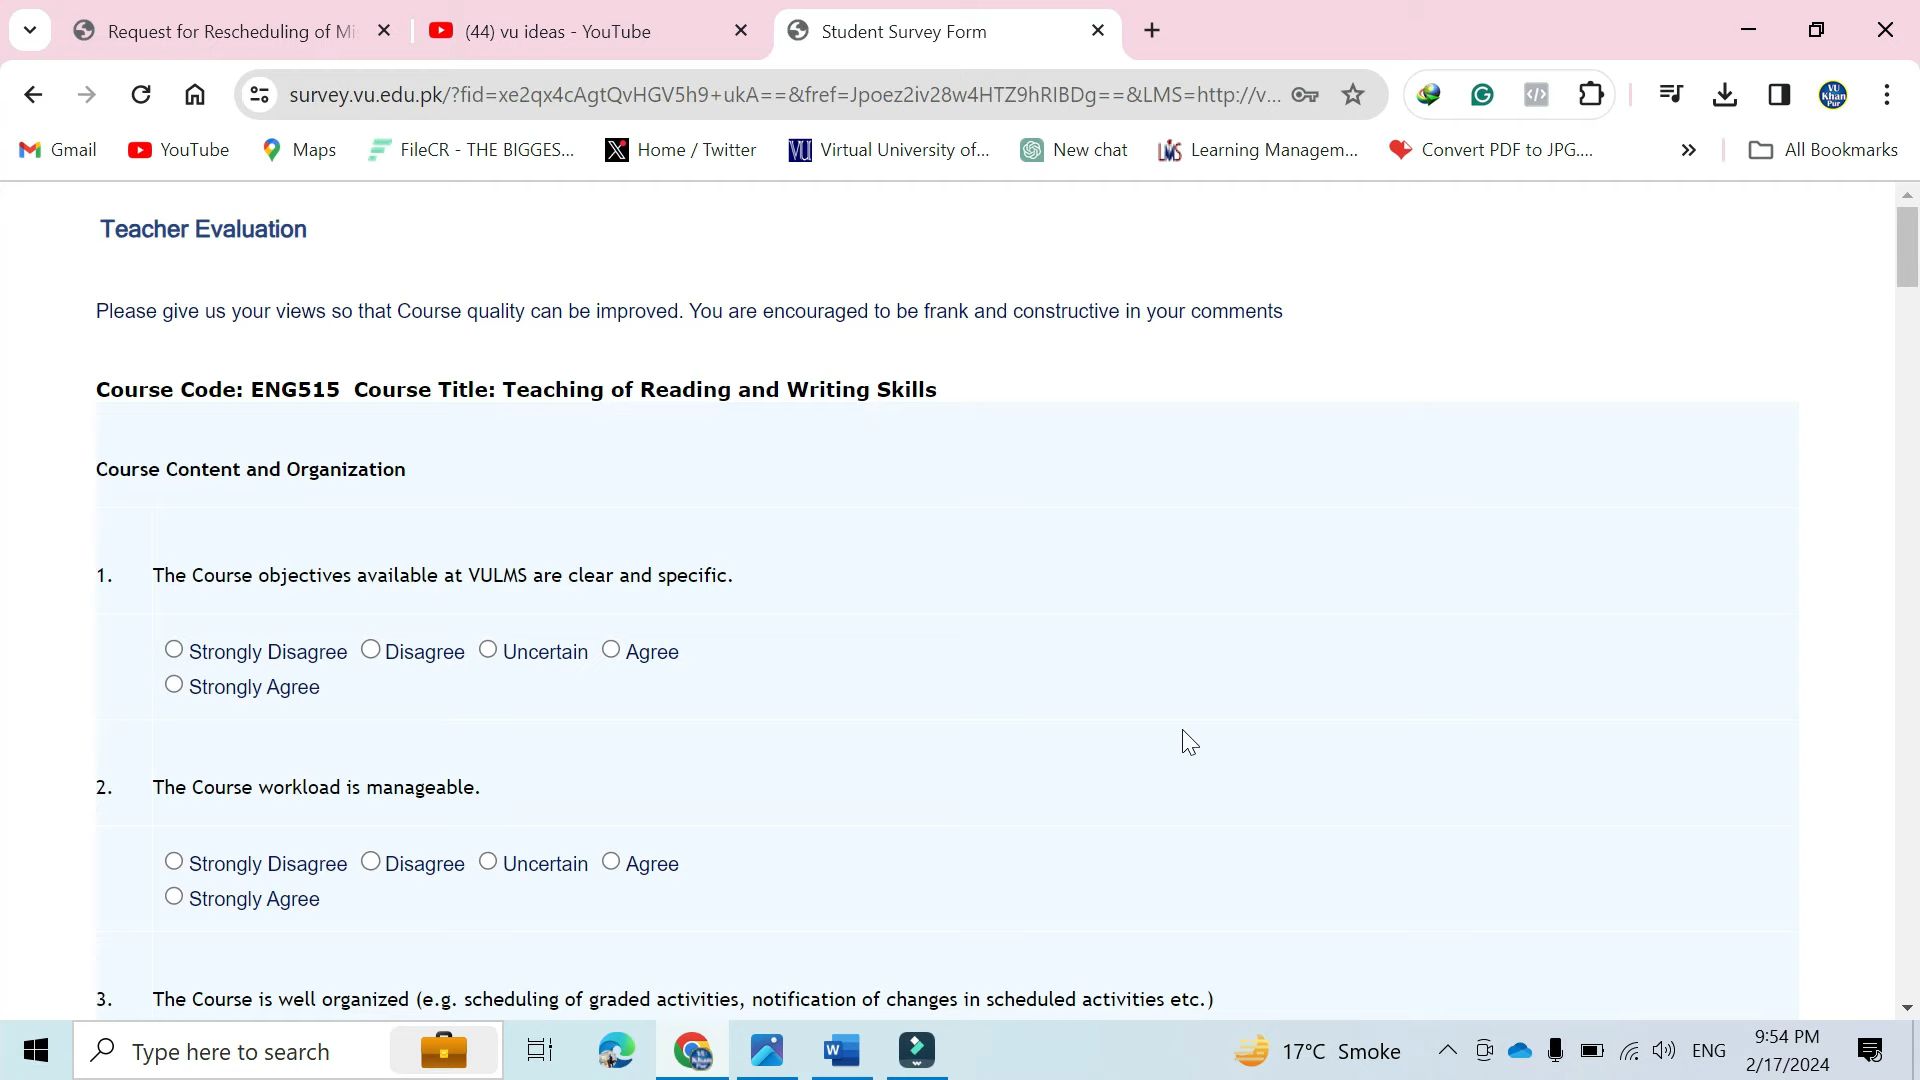 Request for Rescheduling of Mi
(44) vu ideas - YouTube
Student Survey Form
survey.vu.edu.pk/?fid=xe2qx4cAgtQvHGV5h9+ukA==&fref=Jpoez2iv28w4HTZ9hRIBDg==&LMS=http://v...
VU Khan Pur
Gmail
YouTube
Maps
FileCR - THE BIGGES...
Home / Twitter
VU
Virtual University of...
New chat
LMS
Learning Managem...
Convert PDF to JPG....
All Bookmarks
Teacher Evaluation
Please give us your views so that Course quality can be improved. You are encouraged to be frank and constructive in your comments
Course Code: ENG515 Course Title: Teaching of Reading and Writing Skills
Course Content and Organization
1. The Course objectives available at VULMS are clear and specific.
Strongly Disagree Disagree Uncertain Agree
Strongly Agree
2. The Course workload is manageable.
Strongly Disagree Disagree Uncertain Agree
Strongly Agree
3. The Course is well organized (e.g. scheduling of graded activities, notification of changes in scheduled activities etc.)
Type here to search
17°C Smoke
ENG
9:54 PM
2/17/2024